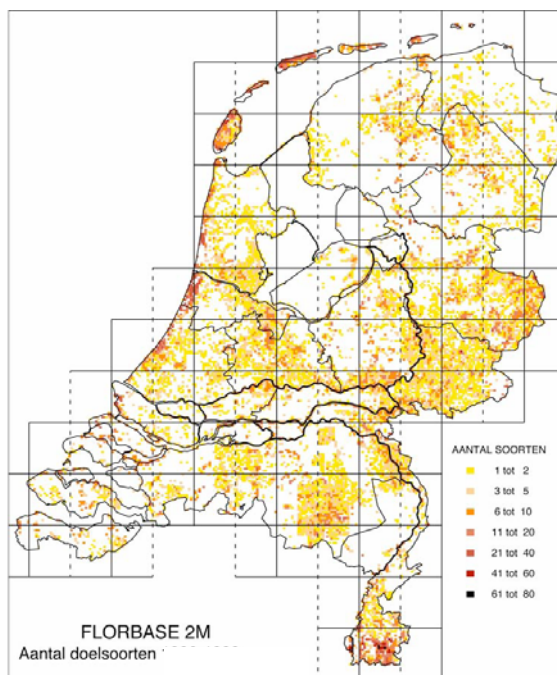 AANTAL SOORTEN
1 tot 2
3 tot 5
6 tot 10
11 tot 20
21 tot 40
41 tot 60
61 tot 80
FLORBASE 2M
Aantal doelsoorten